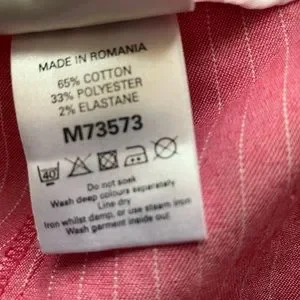 MADE IN ROMANIA
65% COTTON
33% POLYESTER
2% ELASTANE
M73573
40
Do not soak
Wash deep colours separately
Line dry
Iron whilst damp, or use steam iron
Wash garment inside out